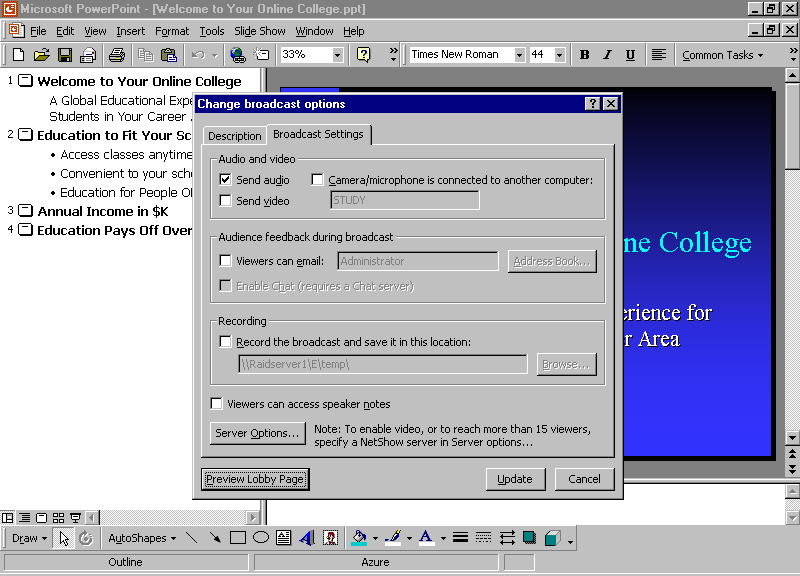 Microsoft PowerPoint - [Welcome to Your Online College.ppt]
File Edit View Insert Format Tools Slide Show Window Help
33% Times New Roman 44 B I U Common Tasks
1 Welcome to Your Online College
A Global Educational Expe
Students in Your Career
2 Education to Fit Your Sc
• Access classes anytime
• Convenient to your sche
• Education for People Of
3 Annual Income in $K
4 Education Pays Off Over
ne College
erience for
r Area
Change broadcast options
Description Broadcast Settings
Audio and video
Send audio Camera/microphone is connected to another computer:
Send video STUDY
Audience feedback during broadcast
Viewers can email: Administrator Address Book...
Enable Chat (requires a Chat server)
Recording
Record the broadcast and save it in this location:
\\Raidserver1\E\temp\ Browse...
Viewers can access speaker notes
Server Options... Note: To enable video, or to reach more than 15 viewers,
specify a NetShow server in Server options...
Preview Lobby Page Update Cancel
Draw AutoShapes A A
Outline Azure